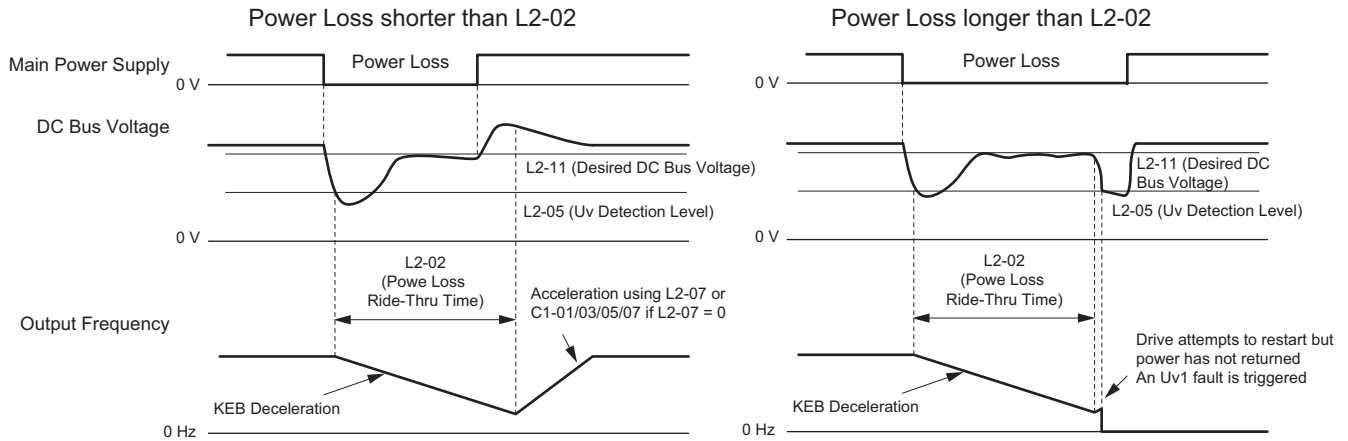 Power Loss shorter than L2-02
Main Power Supply
0 V
Power Loss
DC Bus Voltage
L2-11 (Desired DC Bus Voltage)
L2-05 (Uv Detection Level)
0 V
L2-02
(Powe Loss
Ride-Thru Time)
Acceleration using L2-07 or
C1-01/03/05/07 if L2-07 = 0
Output Frequency
KEB Deceleration
0 Hz
Power Loss longer than L2-02
Power Loss
0 V
L2-11 (Desired DC
Bus Voltage)
L2-05 (Uv Detection Level)
0 V
L2-02
(Powe Loss
Ride-Thru Time)
Drive attempts to restart but
power has not returned
An Uv1 fault is triggered
KEB Deceleration
0 Hz